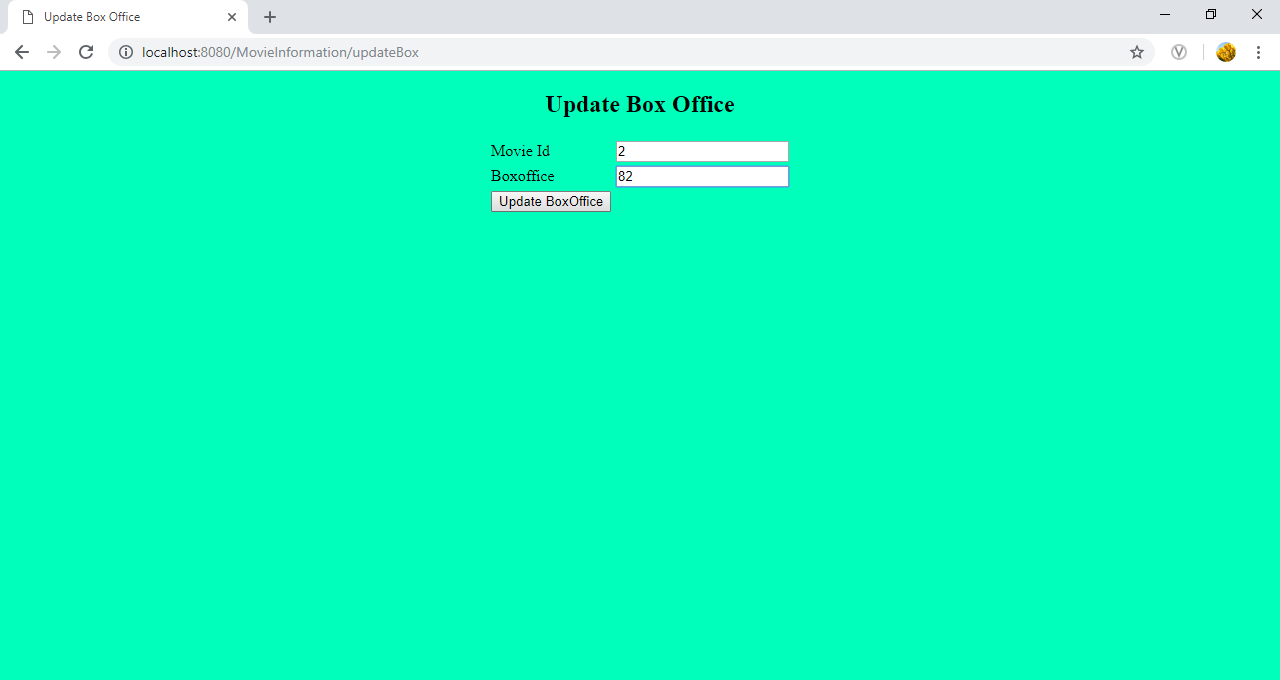 Update Box Office
localhost:8080/MovieInformation/updateBox
Update Box Office
Movie Id 2
Boxoffice 82
Update BoxOffice